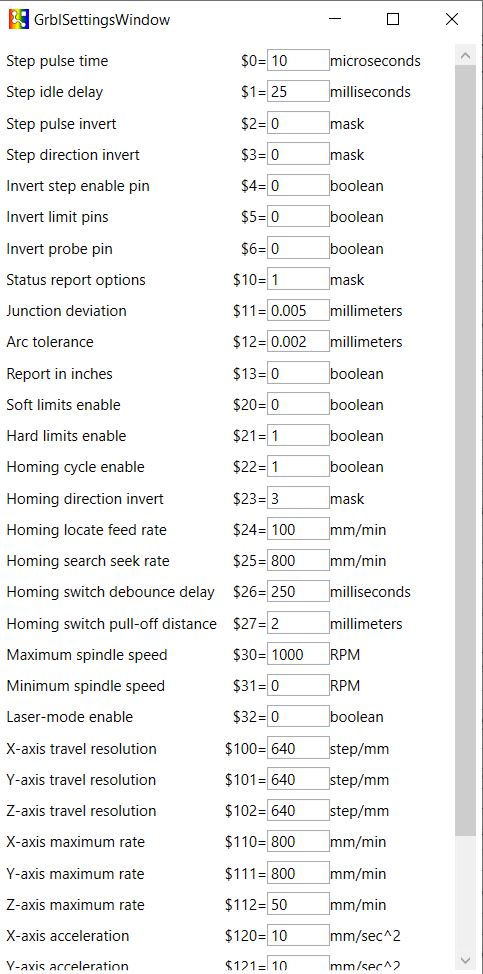 GrblSettingsWindow
Step pulse time $0= 10 microseconds
Step idle delay $1= 25 milliseconds
Step pulse invert $2= 0 mask
Step direction invert $3= 0 mask
Invert step enable pin $4= 0 boolean
Invert limit pins $5= 0 boolean
Invert probe pin $6= 0 boolean
Status report options $10= 1 mask
Junction deviation $11= 0.005 millimeters
Arc tolerance $12= 0.002 millimeters
Report in inches $13= 0 boolean
Soft limits enable $20= 0 boolean
Hard limits enable $21= 1 boolean
Homing cycle enable $22= 1 boolean
Homing direction invert $23= 3 mask
Homing locate feed rate $24= 100 mm/min
Homing search seek rate $25= 800 mm/min
Homing switch debounce delay $26= 250 milliseconds
Homing switch pull-off distance $27= 2 millimeters
Maximum spindle speed $30= 1000 RPM
Minimum spindle speed $31= 0 RPM
Laser-mode enable $32= 0 boolean
X-axis travel resolution $100= 640 step/mm
Y-axis travel resolution $101= 640 step/mm
Z-axis travel resolution $102= 640 step/mm
X-axis maximum rate $110= 800 mm/min
Y-axis maximum rate $111= 800 mm/min
Z-axis maximum rate $112= 50 mm/min
X-axis acceleration $120= 10 mm/sec^2
Y-axis acceleration $121= 10 mm/sec^2